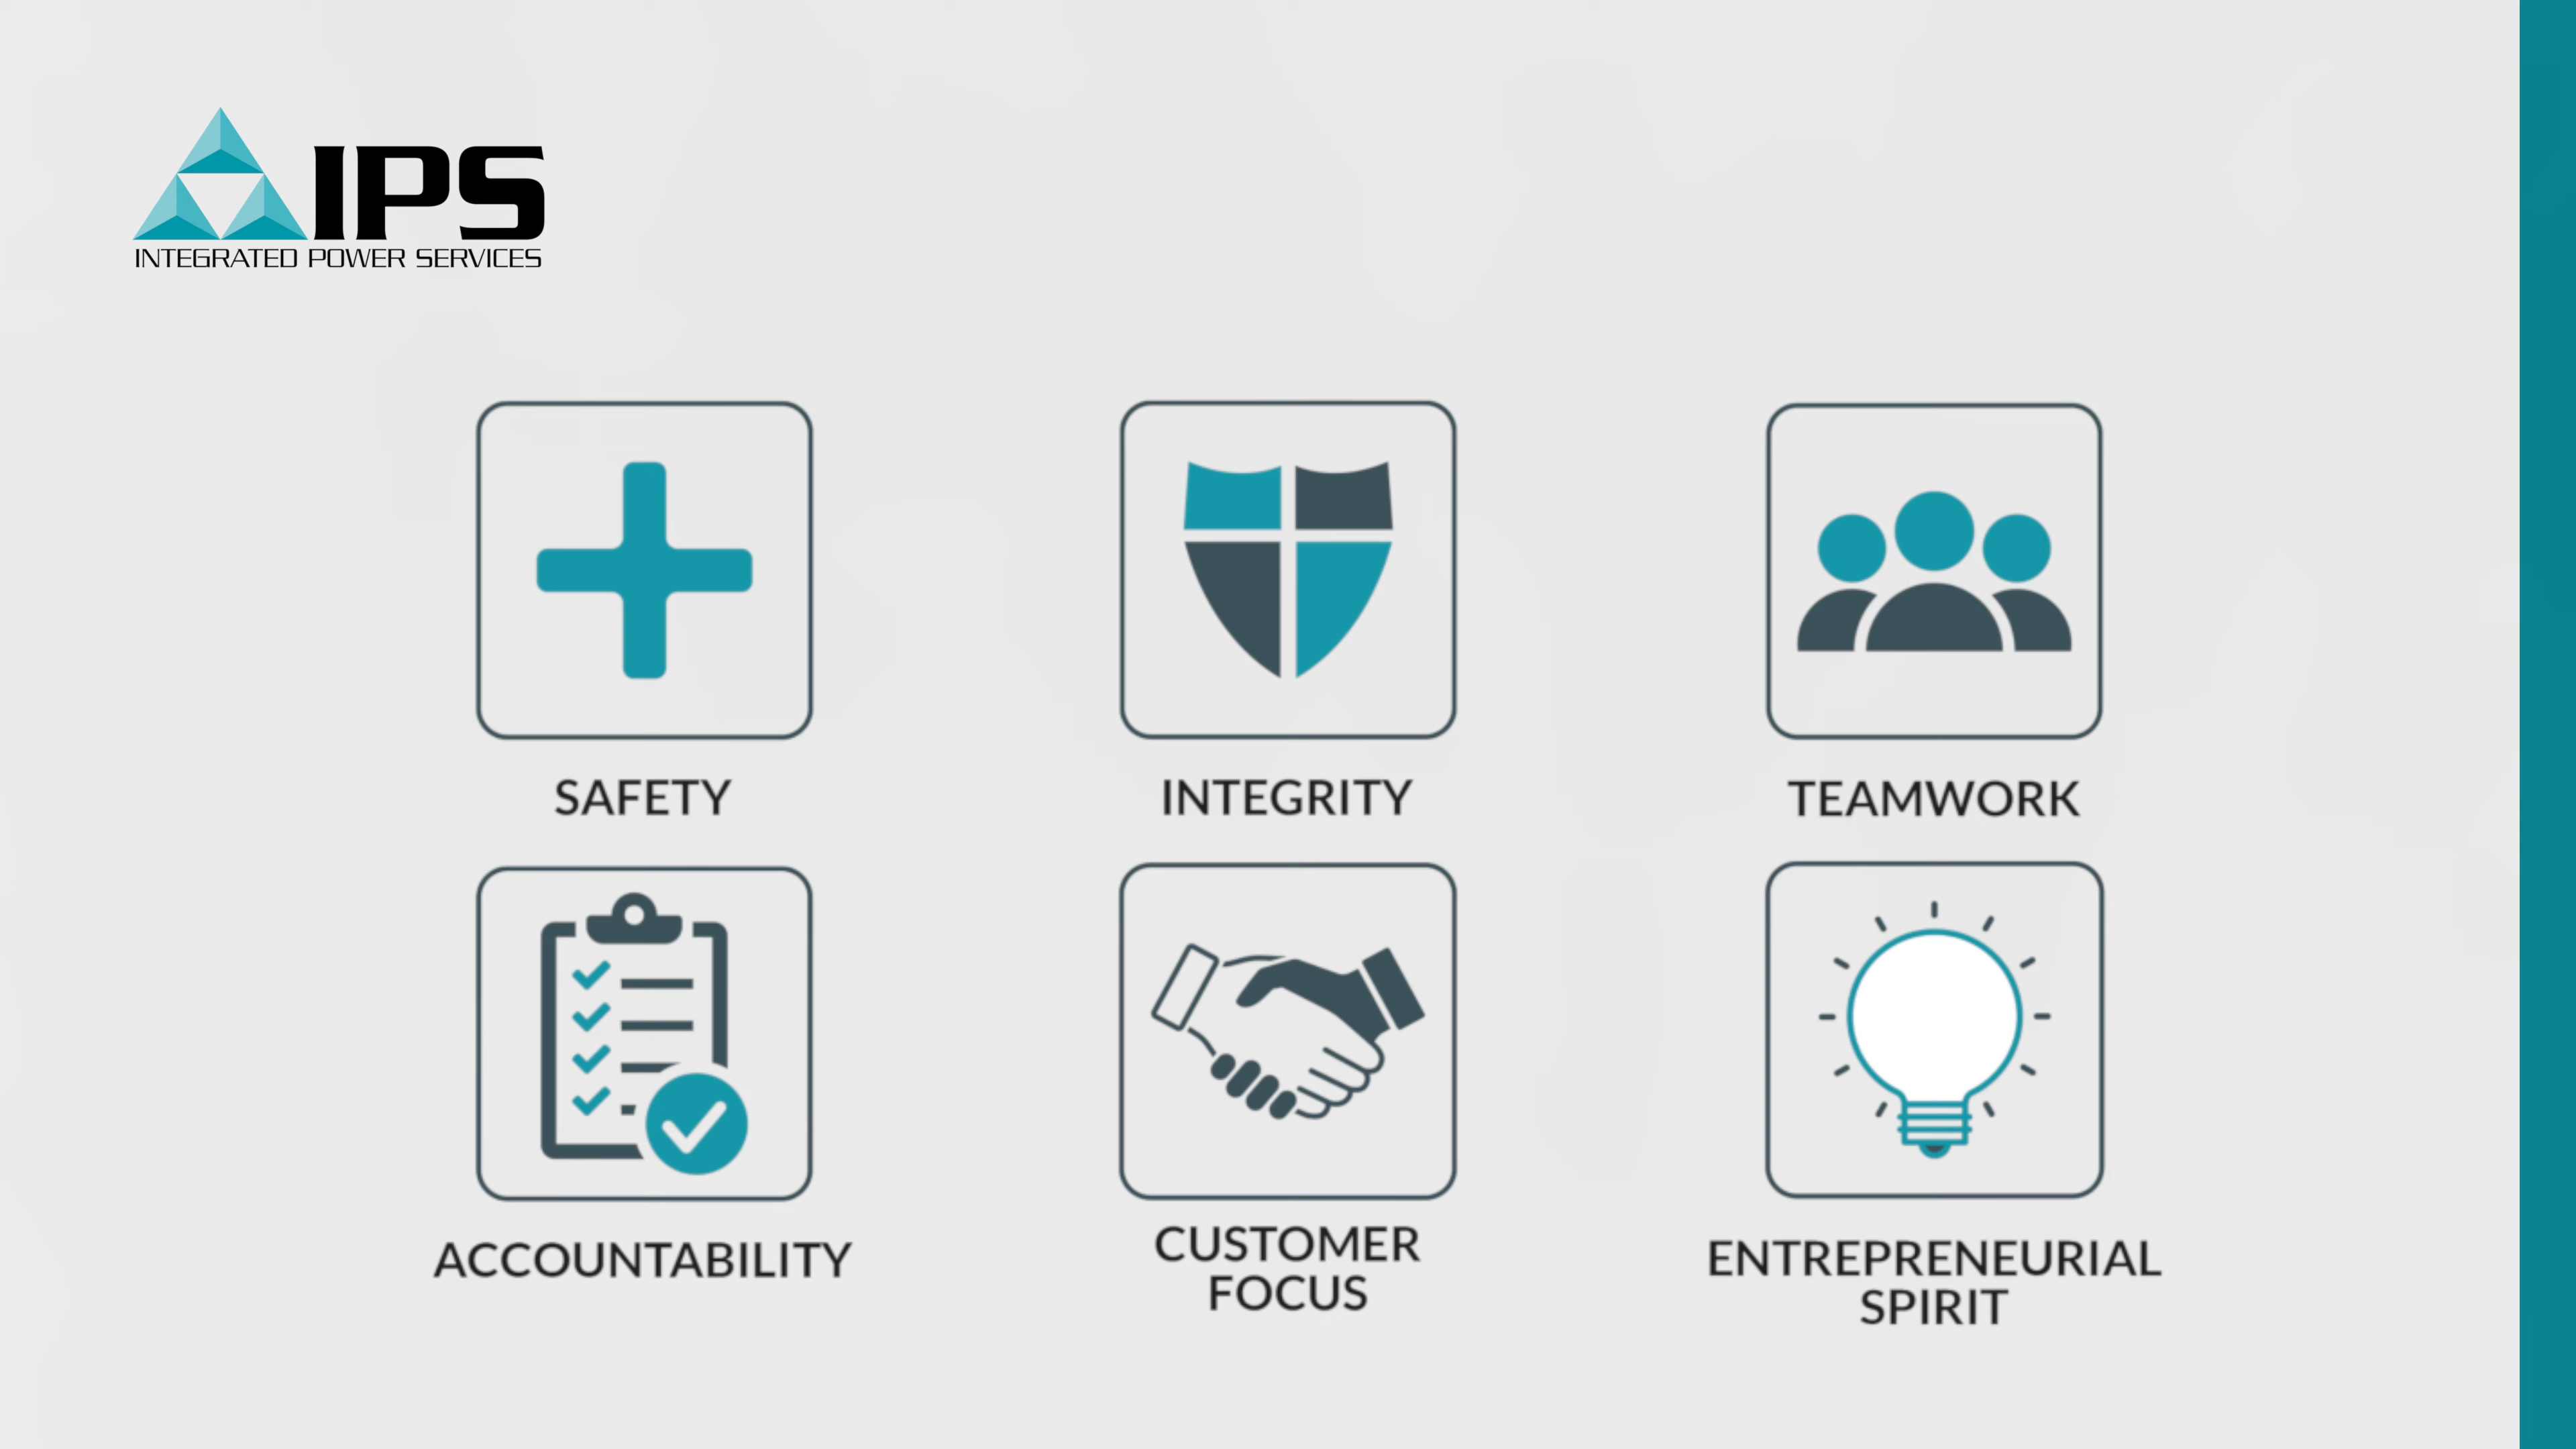 IPS
INTEGRATED POWER SERVICES
SAFETY
INTEGRITY
TEAMWORK
ACCOUNTABILITY
CUSTOMER
FOCUS
ENTREPRENEURIAL
SPIRIT